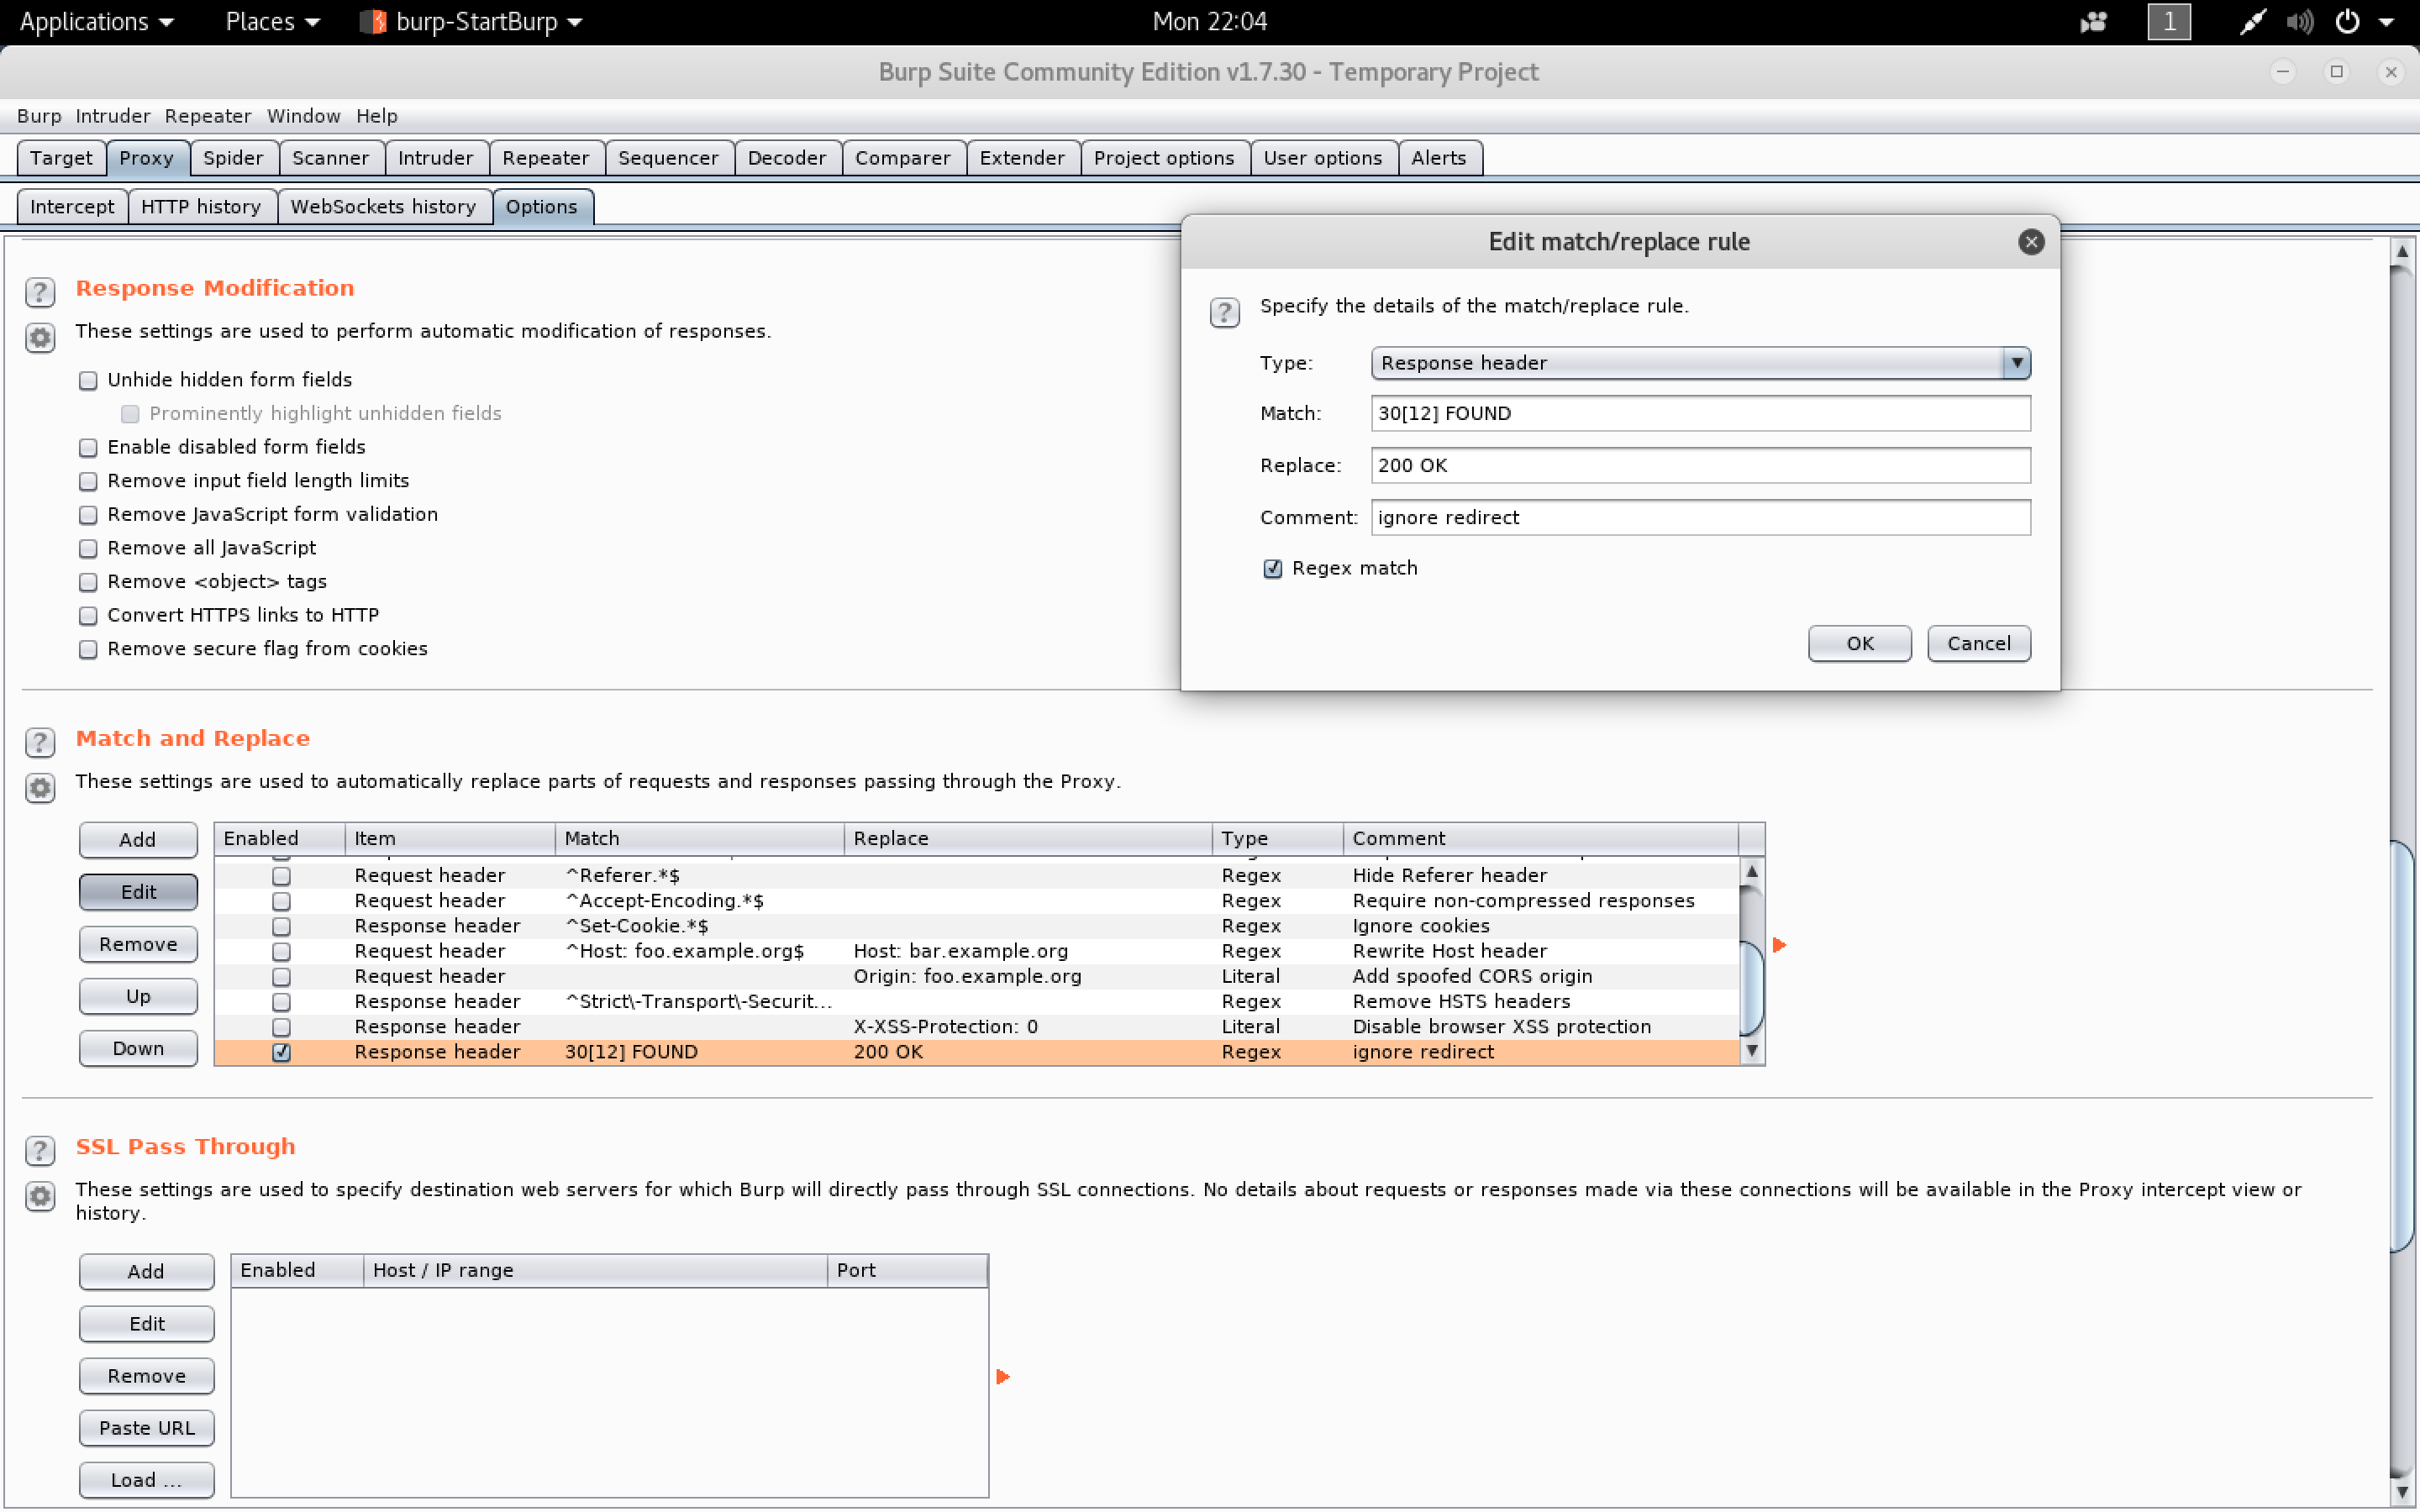 Applications Places burp-StartBurp Mon 22:04 1
Burp Suite Community Edition v1.7.30 - Temporary Project
Burp Intruder Repeater Window Help
Target Proxy Spider Scanner Intruder Repeater Sequencer Decoder Comparer Extender Project options User options Alerts
Intercept HTTP history WebSockets history Options
Response Modification
These settings are used to perform automatic modification of responses.
Unhide hidden form fields
Prominently highlight unhidden fields
Enable disabled form fields
Remove input field length limits
Remove JavaScript form validation
Remove all JavaScript
Remove <object> tags
Convert HTTPS links to HTTP
Remove secure flag from cookies
Edit match/replace rule
Specify the details of the match/replace rule.
Type: Response header
Match: 30[12] FOUND
Replace: 200 OK
Comment: ignore redirect
Regex match
OK Cancel
Match and Replace
These settings are used to automatically replace parts of requests and responses passing through the Proxy.
Add
Edit
Remove
Up
Down
Enabled Item Match Replace Type Comment
Request header ^Referer.*$ Regex Hide Referer header
Request header ^Accept-Encoding.*$ Regex Require non-compressed responses
Response header ^Set-Cookie.*$ Regex Ignore cookies
Request header ^Host: foo.example.org$ Host: bar.example.org Regex Rewrite Host header
Request header Origin: foo.example.org Literal Add spoofed CORS origin
Response header ^Strict\-Transport\-Securit... Regex Remove HSTS headers
Response header X-XSS-Protection: 0 Literal Disable browser XSS protection
Response header 30[12] FOUND 200 OK Regex ignore redirect
SSL Pass Through
These settings are used to specify destination web servers for which Burp will directly pass through SSL connections. No details about requests or responses made via these connections will be available in the Proxy intercept view or
history.
Add
Edit
Remove
Paste URL
Load ...
Enabled Host / IP range Port